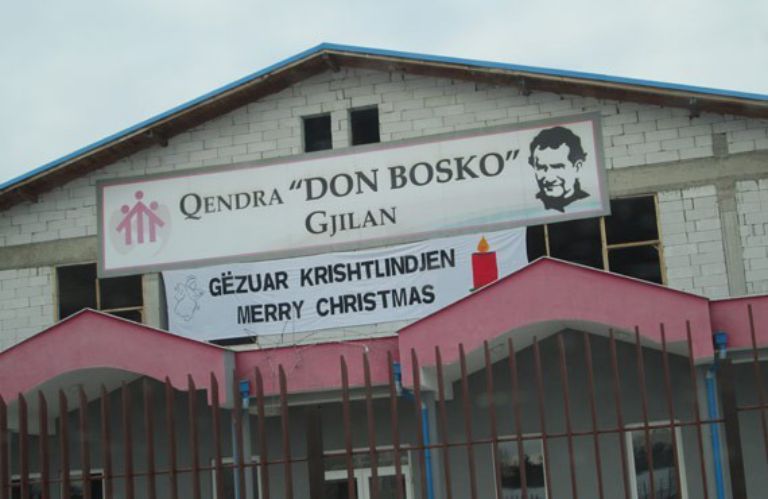 QENDRA "DON BOSKO"
GJILAN
GËZUAR KRISHTLINDJEN
MERRY CHRISTMAS